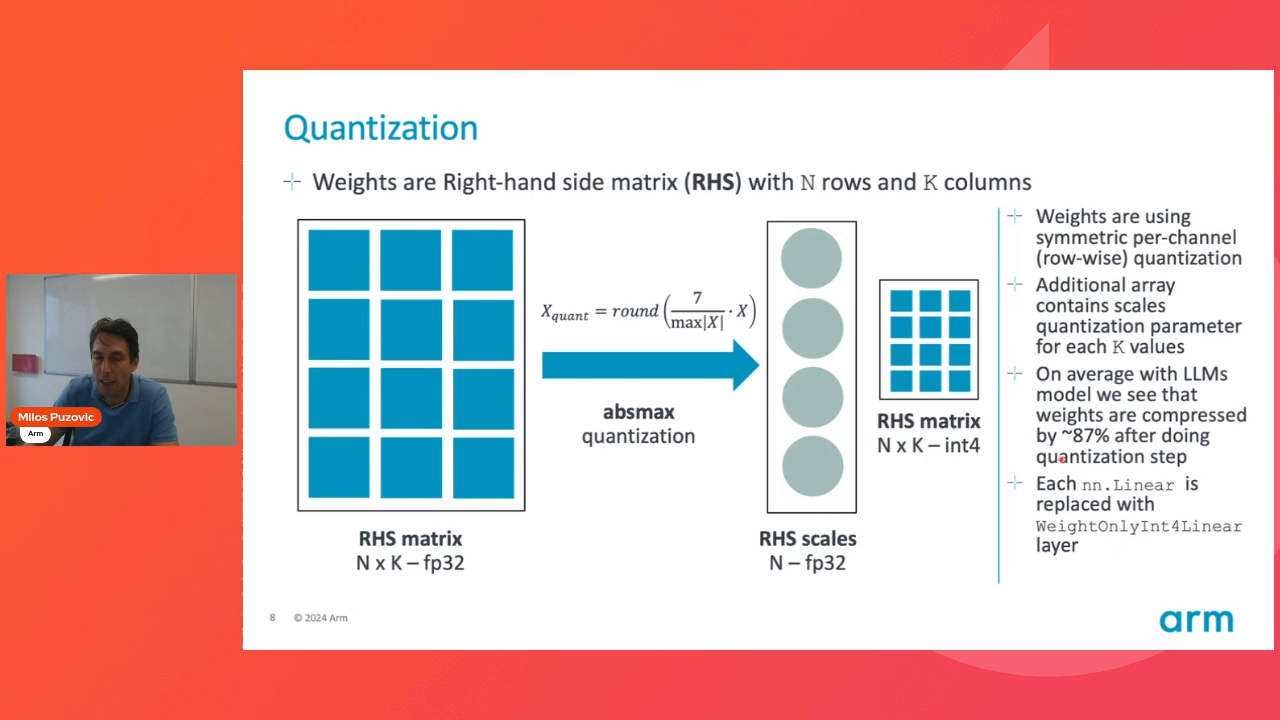 Quantization
Weights are Right-hand side matrix (RHS) with N rows and K columns
X_quant = round(7/max|X| · X)
absmax
quantization
RHS matrix
N x K – fp32
RHS scales
N – fp32
RHS matrix
N x K – int4
Weights are using
symmetric per-channel
(row-wise) quantization
Additional array
contains scales
quantization parameter
for each K values
On average with LLMs
model we see that
weights are compressed
by ~87% after doing
quantization step
Each nn.Linear is
replaced with
WeightOnlyInt4Linear
layer
8 © 2024 Arm
arm
Milos Puzovic
Arm